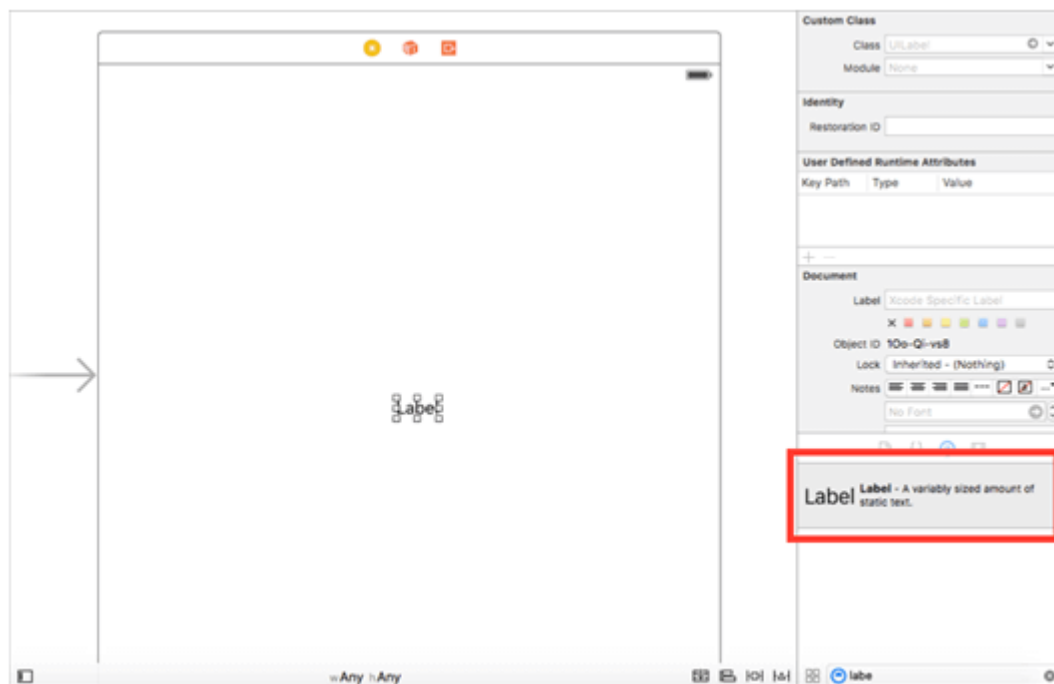 Custom Class
Class UILabel
Module None
Identity
Restoration ID
User Defined Runtime Attributes
Key Path Type Value
Document
Label Xcode Specific Label
Object ID 1Oo-Qi-vs8
Lock Inherited - (Nothing)
Notes
No Font
Label
Label Label - A variably sized amount of
static text.
wAny hAny
labe